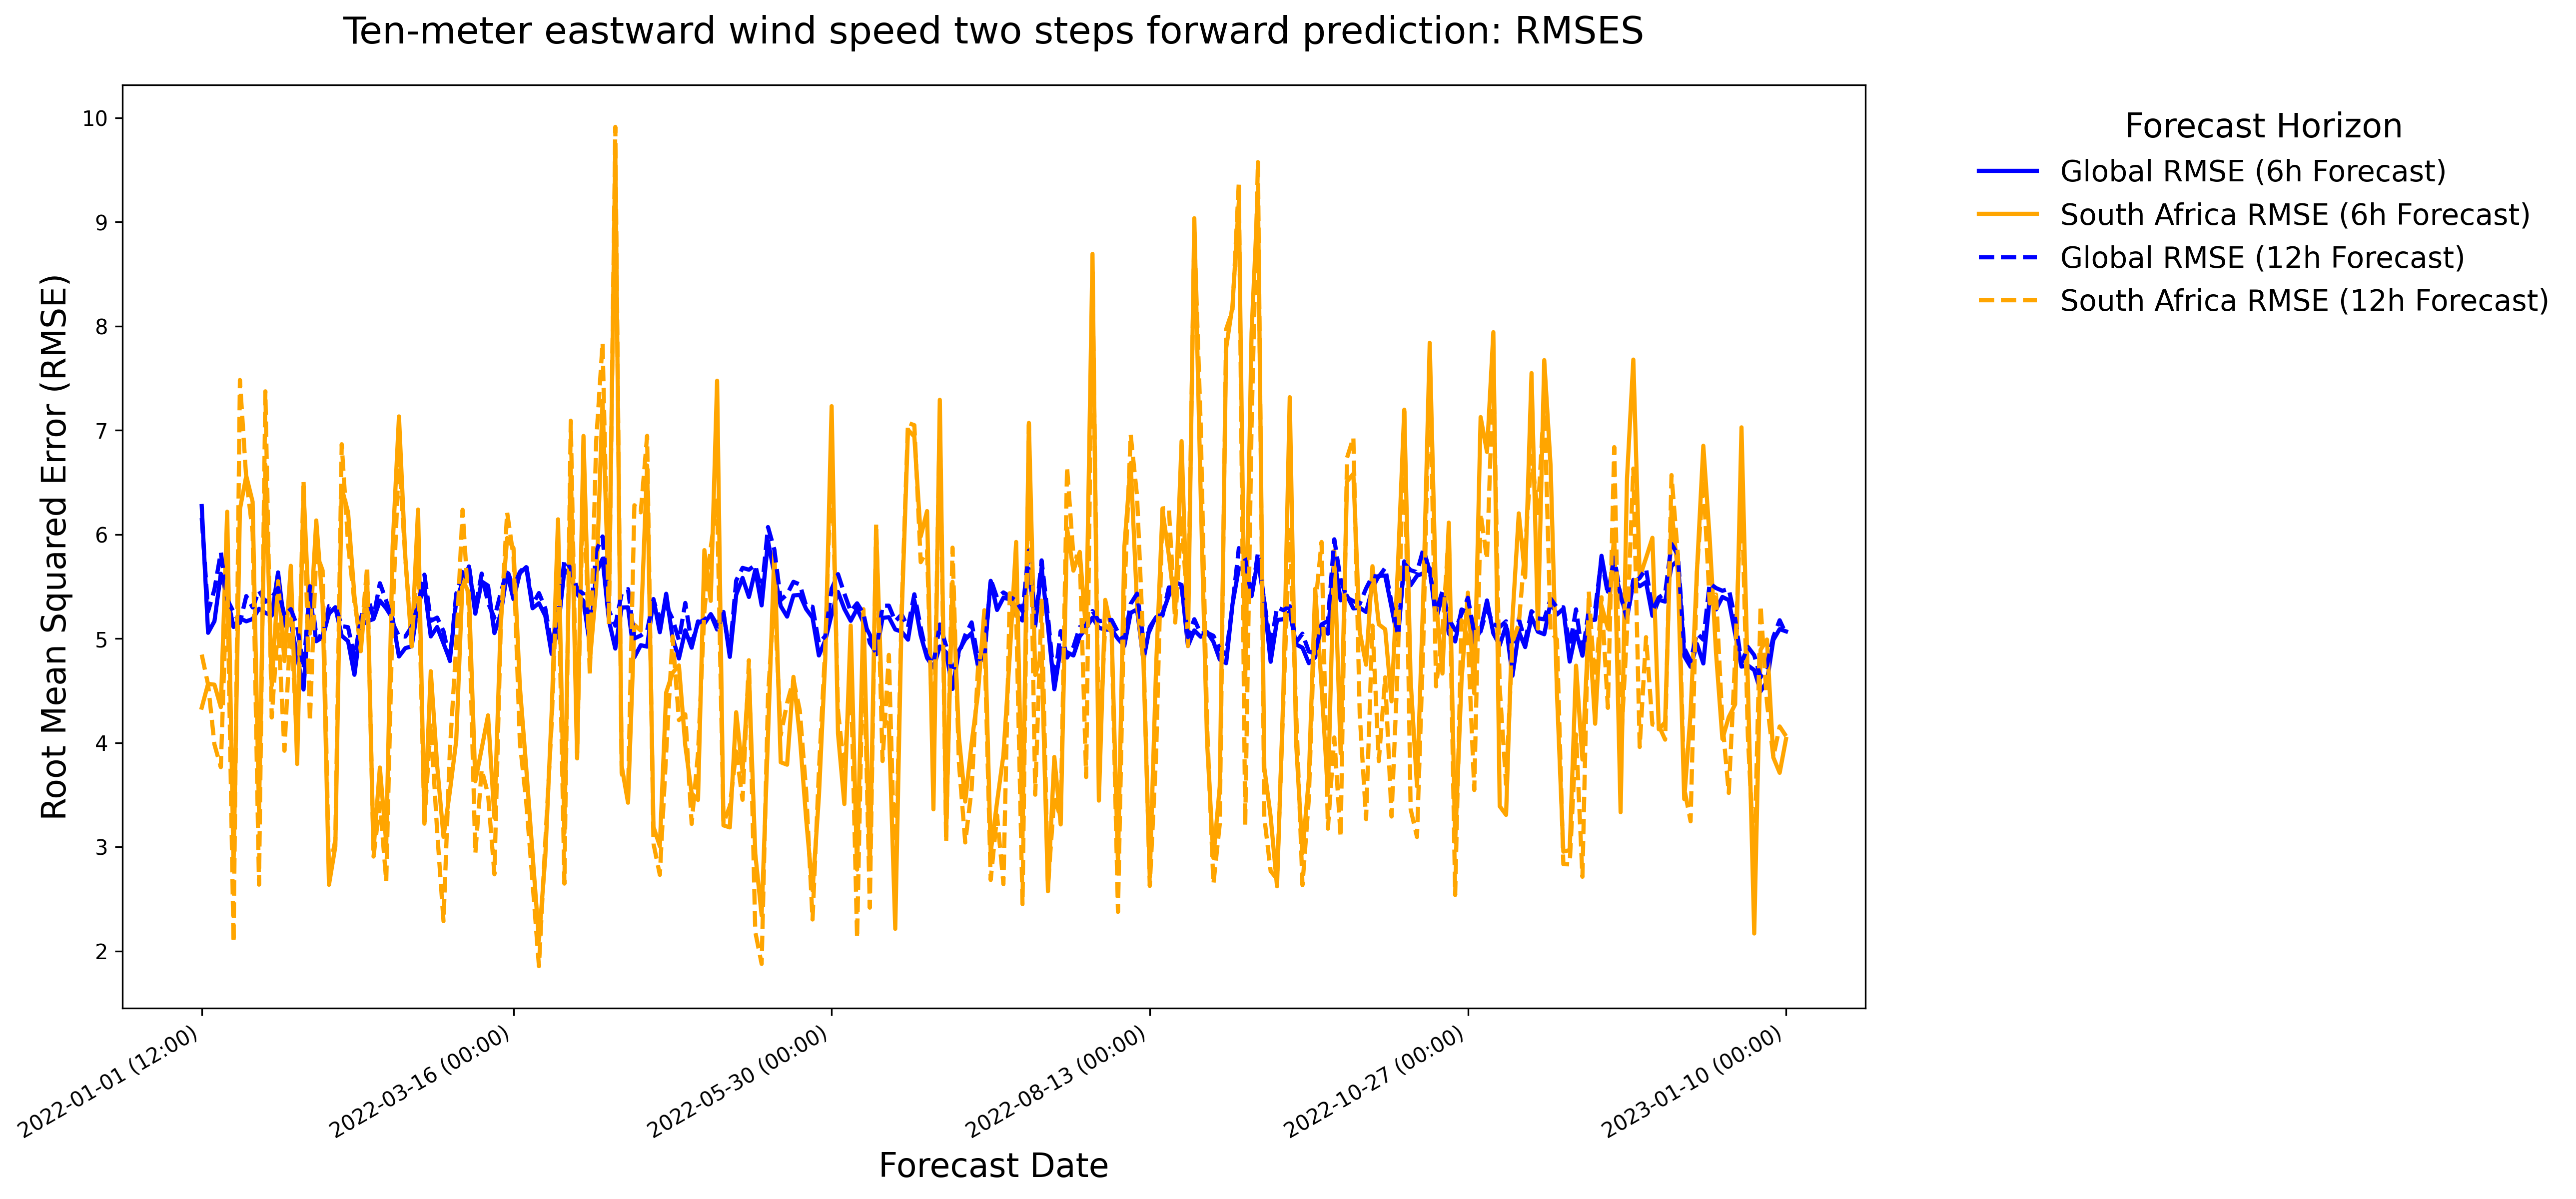 Ten-meter eastward wind speed two steps forward prediction: RMSES
Root Mean Squared Error (RMSE)
10
9
8
7
6
5
4
3
2
2022-01-01 (12:00)
2022-03-16 (00:00)
2022-05-30 (00:00)
2022-08-13 (00:00)
2022-10-27 (00:00)
2023-01-10 (00:00)
Forecast Date
Forecast Horizon
Global RMSE (6h Forecast)
South Africa RMSE (6h Forecast)
Global RMSE (12h Forecast)
South Africa RMSE (12h Forecast)